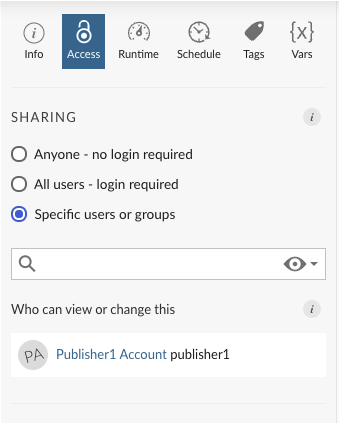 Info Access Runtime Schedule Tags {x} Vars
SHARING
Anyone - no login required
All users - login required
Specific users or groups
Who can view or change this
PA Publisher1 Account publisher1